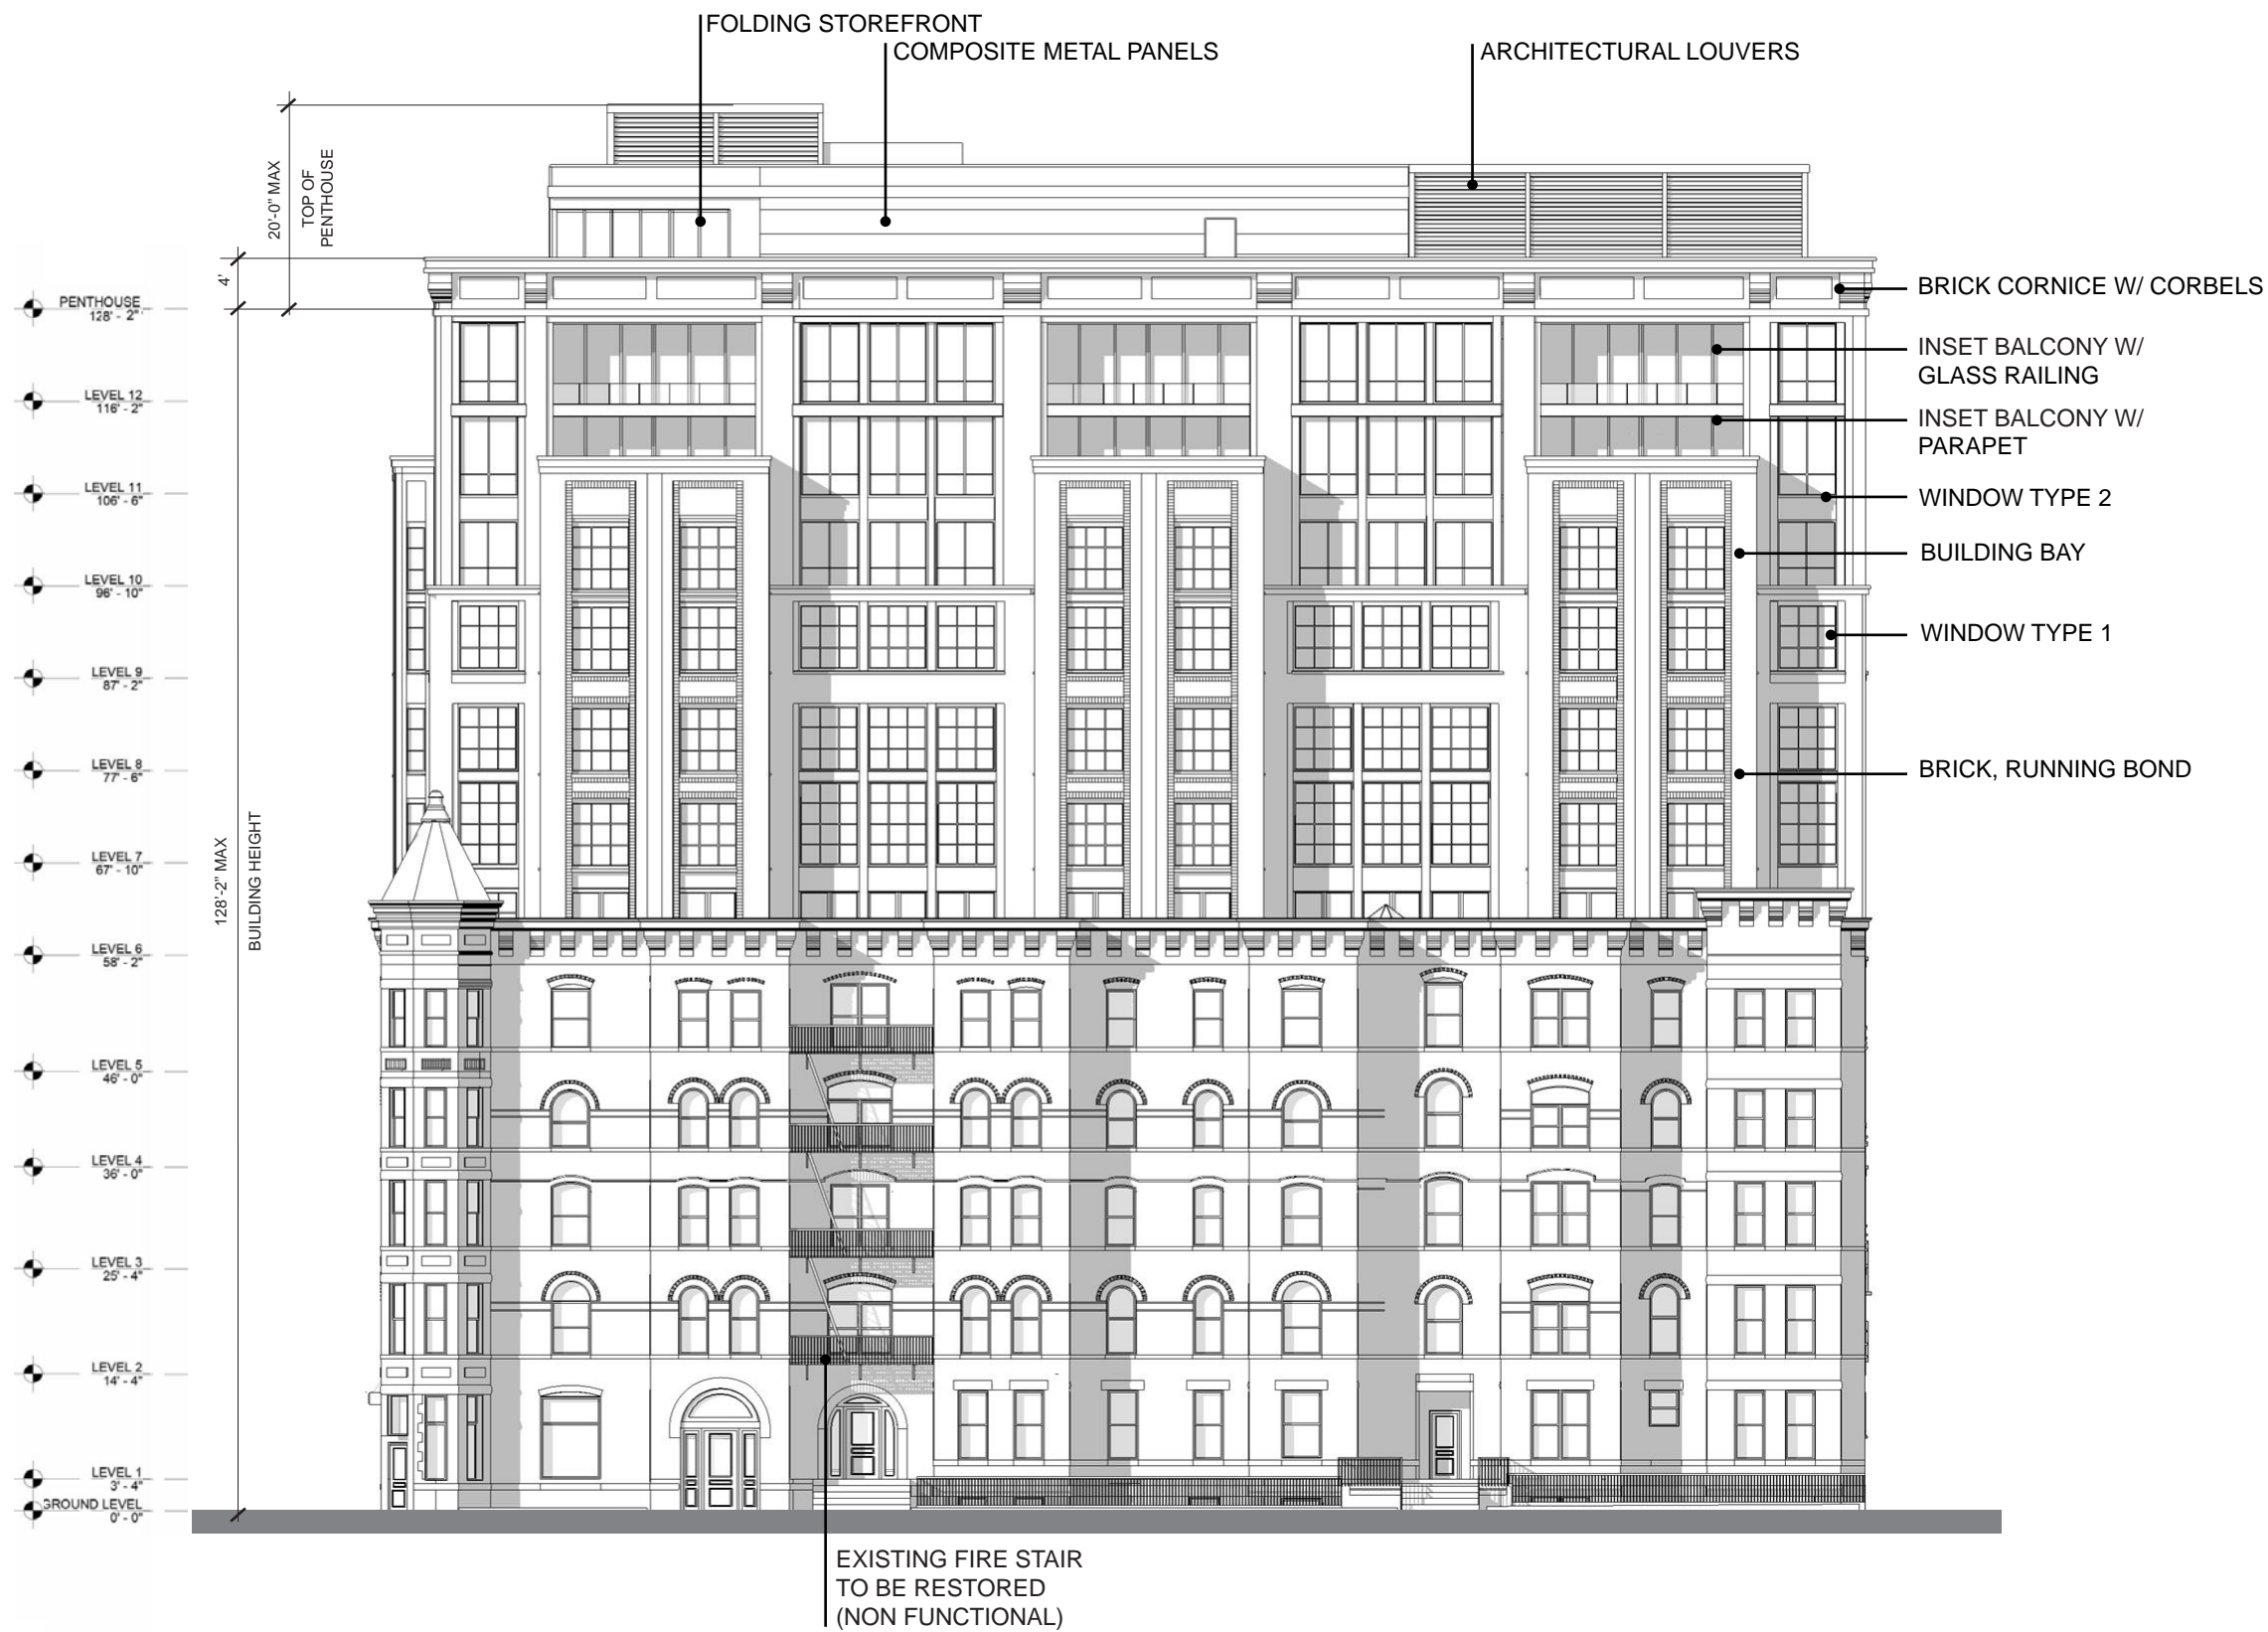 FOLDING STOREFRONT
COMPOSITE METAL PANELS
ARCHITECTURAL LOUVERS
20'-0" MAX
TOP OF
PENTHOUSE
4'
PENTHOUSE
128' - 2"
LEVEL 12
116' - 2"
LEVEL 11
106' - 6"
LEVEL 10
96' - 10"
LEVEL 9
87' - 2"
LEVEL 8
77' - 6"
LEVEL 7
67' - 10"
LEVEL 6
58' - 2"
LEVEL 5
46' - 0"
LEVEL 4
36' - 0"
LEVEL 3
25' - 4"
LEVEL 2
14' - 4"
LEVEL 1
3' - 4"
GROUND LEVEL
0' - 0"
128'-2" MAX
BUILDING HEIGHT
BRICK CORNICE W/ CORBELS
INSET BALCONY W/
GLASS RAILING
INSET BALCONY W/
PARAPET
WINDOW TYPE 2
BUILDING BAY
WINDOW TYPE 1
BRICK, RUNNING BOND
EXISTING FIRE STAIR
TO BE RESTORED
(NON FUNCTIONAL)